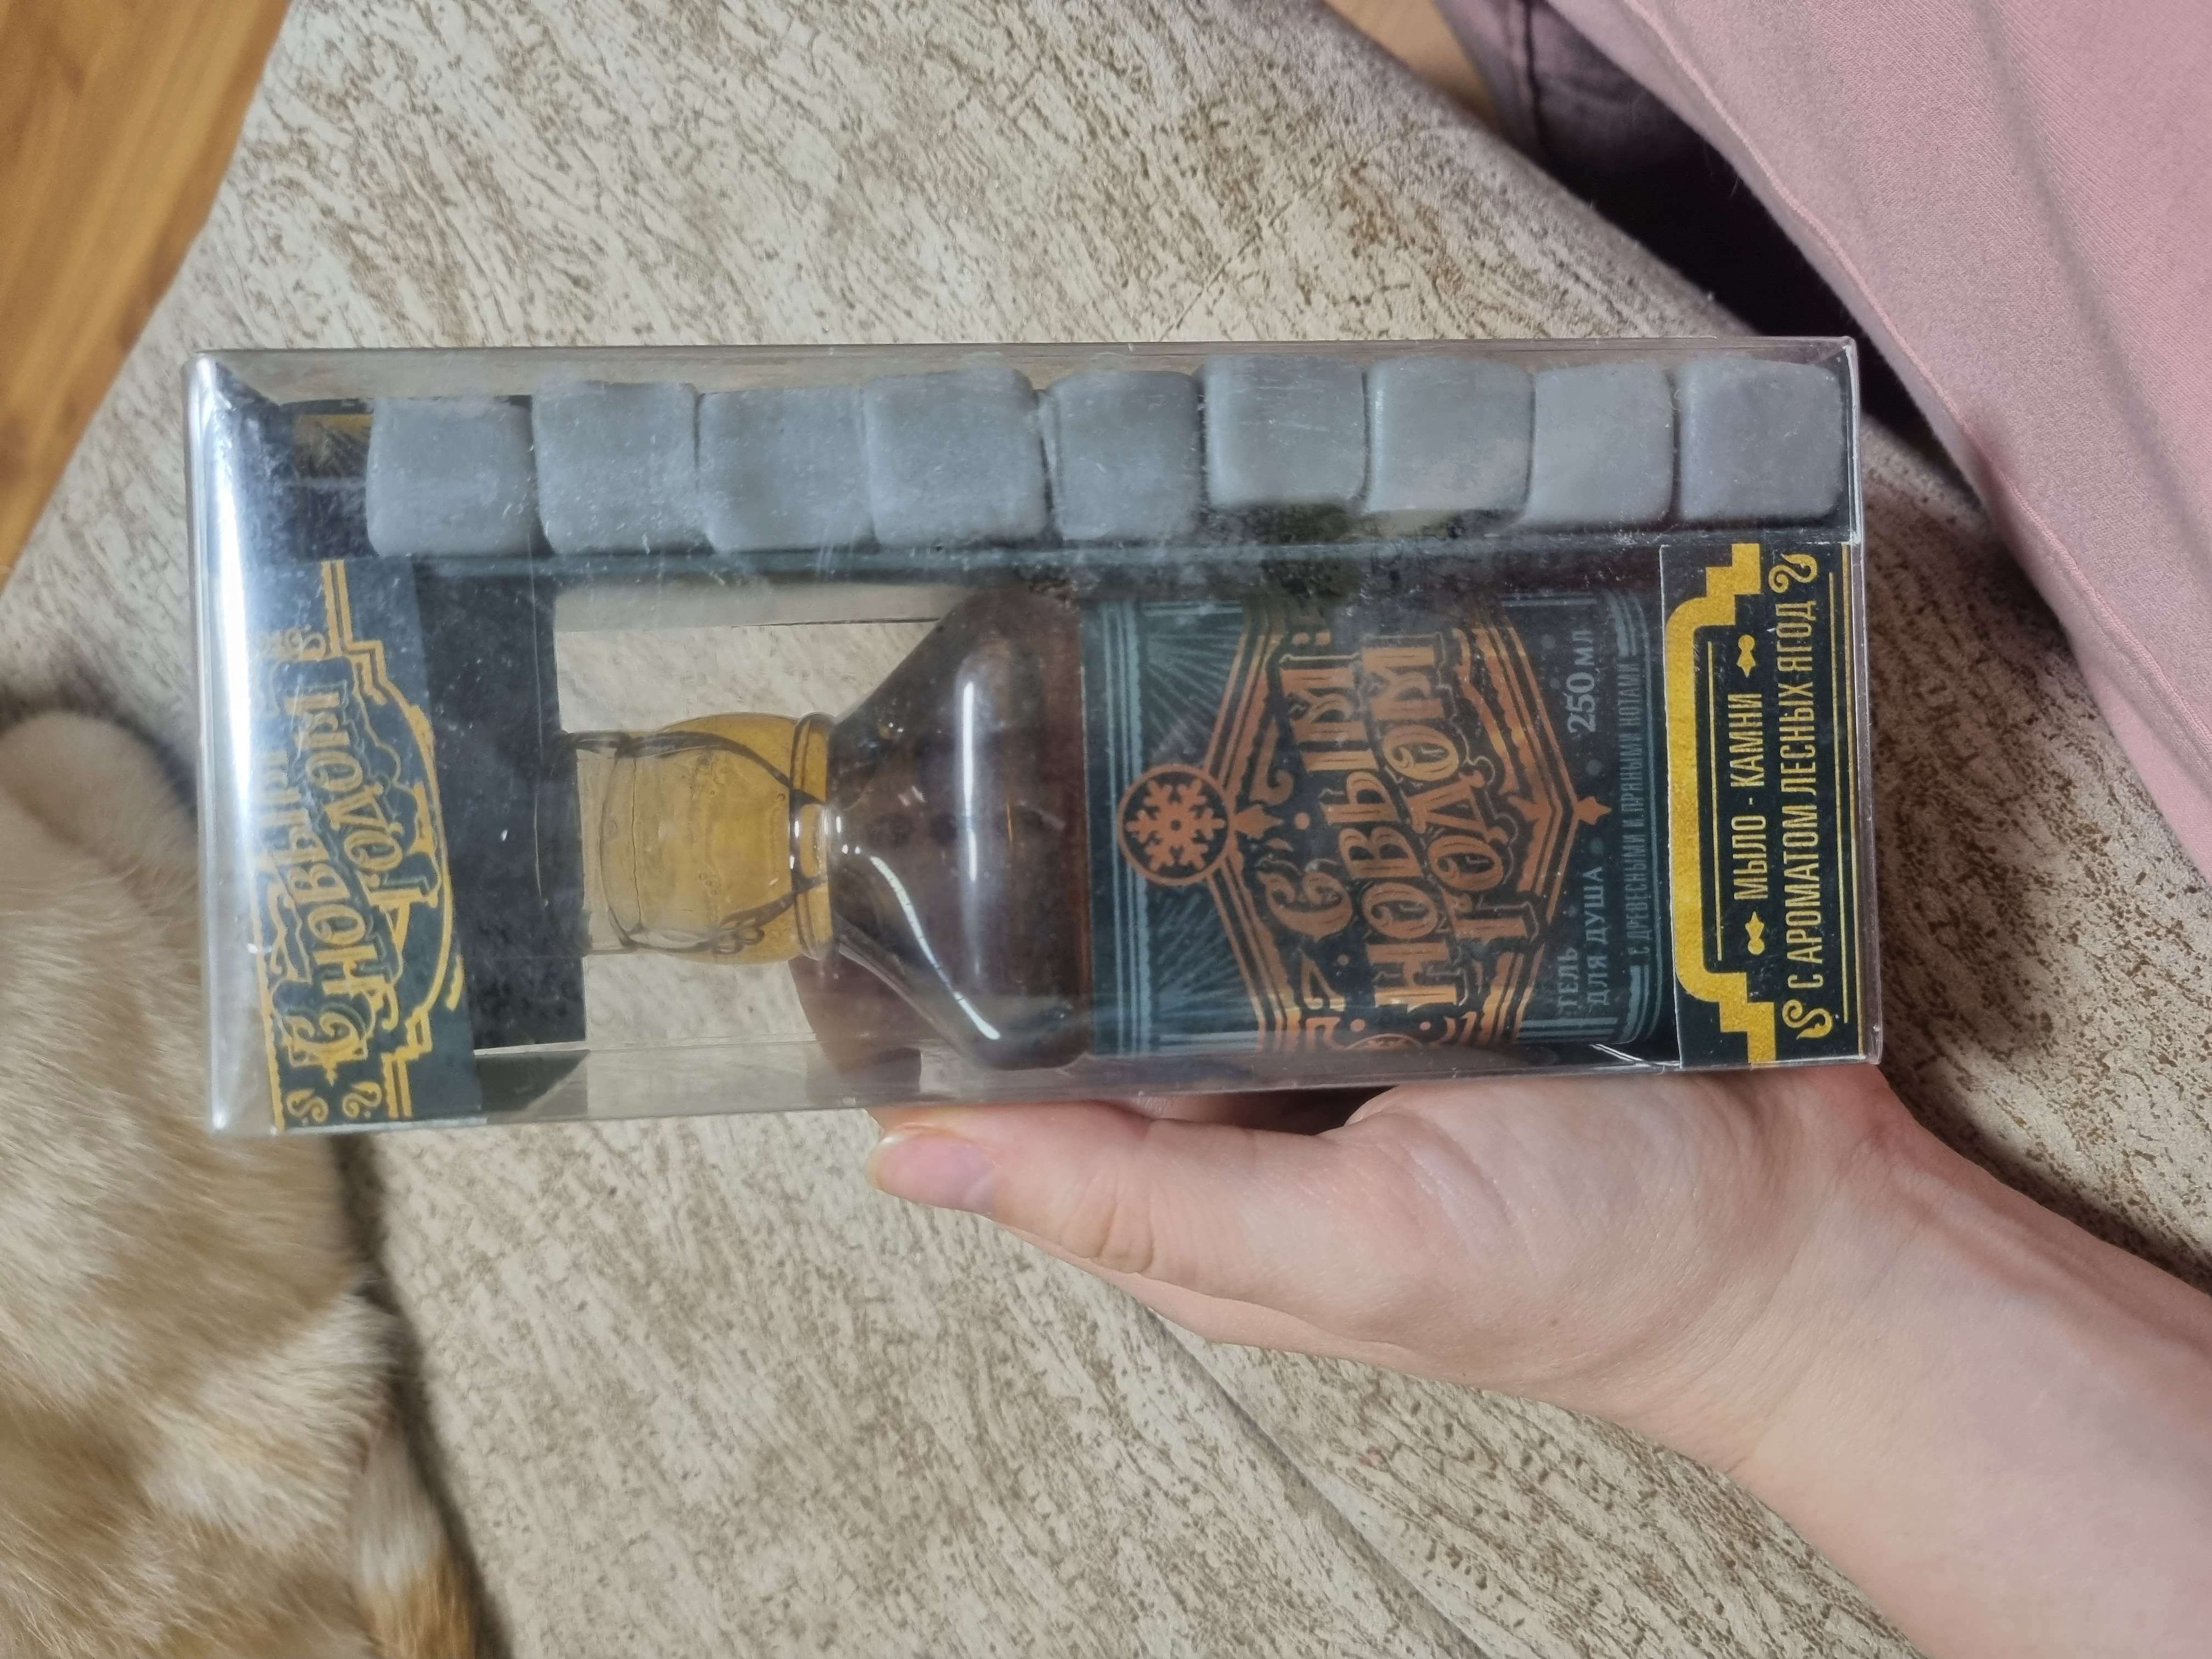 С
НОВЫМ
ГОДОМ
С
НОВЫМ
ГОДОМ
ГЕЛЬ
ДЛЯ ДУША • 250 МЛ
С ДРЕВЕСНЫМИ И ПРЯНЫМИ НОТАМИ
МЫЛО - КАМНИ
С АРОМАТОМ ЛЕСНЫХ ЯГОД